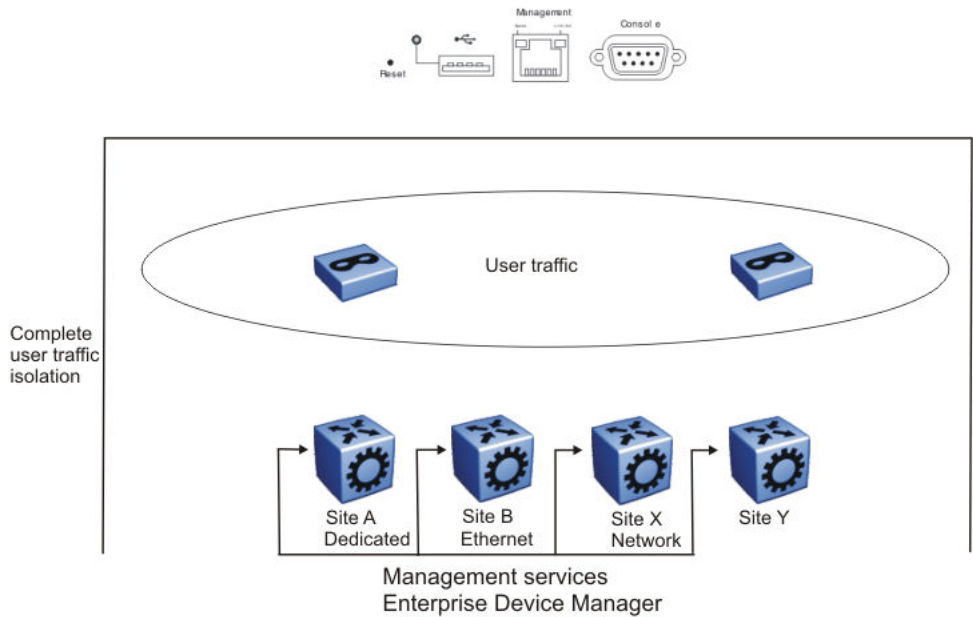 Management
Console
Reset
User traffic
Complete
user traffic
isolation
Site A
Dedicated
Site B
Ethernet
Site X
Network
Site Y
Management services
Enterprise Device Manager